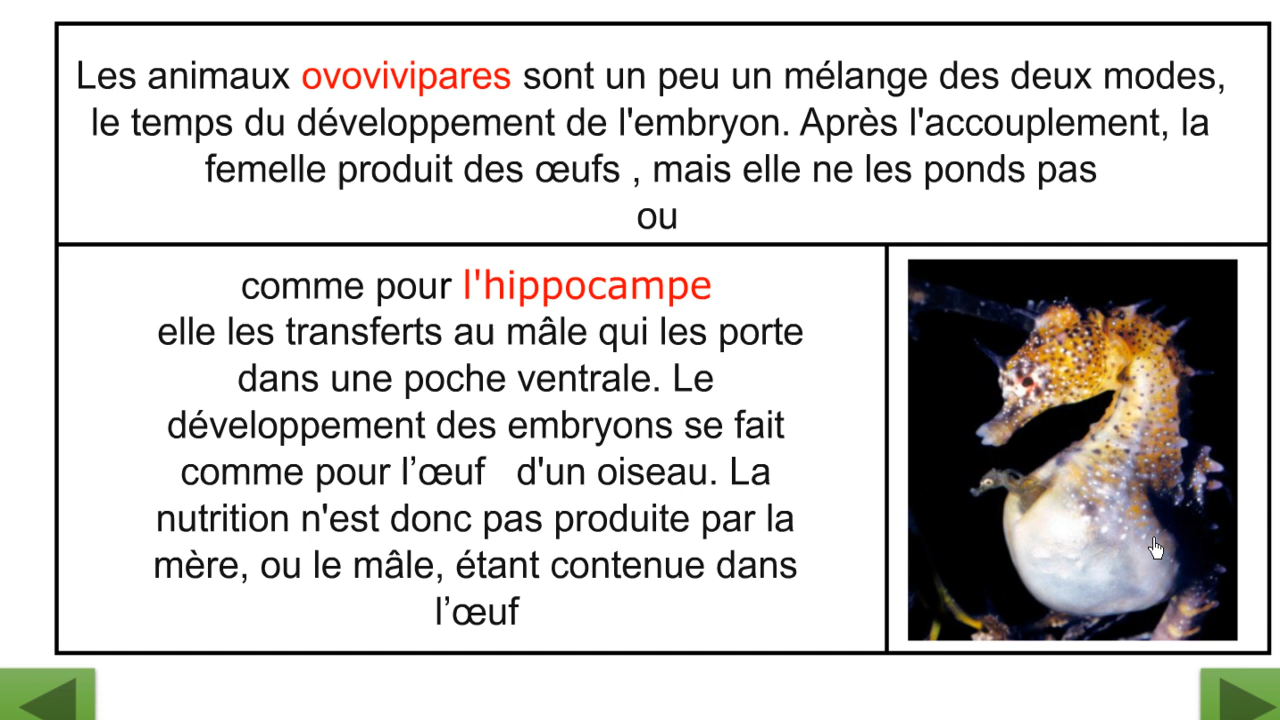 Les animaux ovovivipares sont un peu un mélange des deux modes,
le temps du développement de l'embryon. Après l'accouplement, la
femelle produit des œufs , mais elle ne les ponds pas
ou
comme pour l'hippocampe
elle les transferts au mâle qui les porte
dans une poche ventrale. Le
développement des embryons se fait
comme pour l’œuf   d'un oiseau. La
nutrition n'est donc pas produite par la
mère, ou le mâle, étant contenue dans
l’œuf